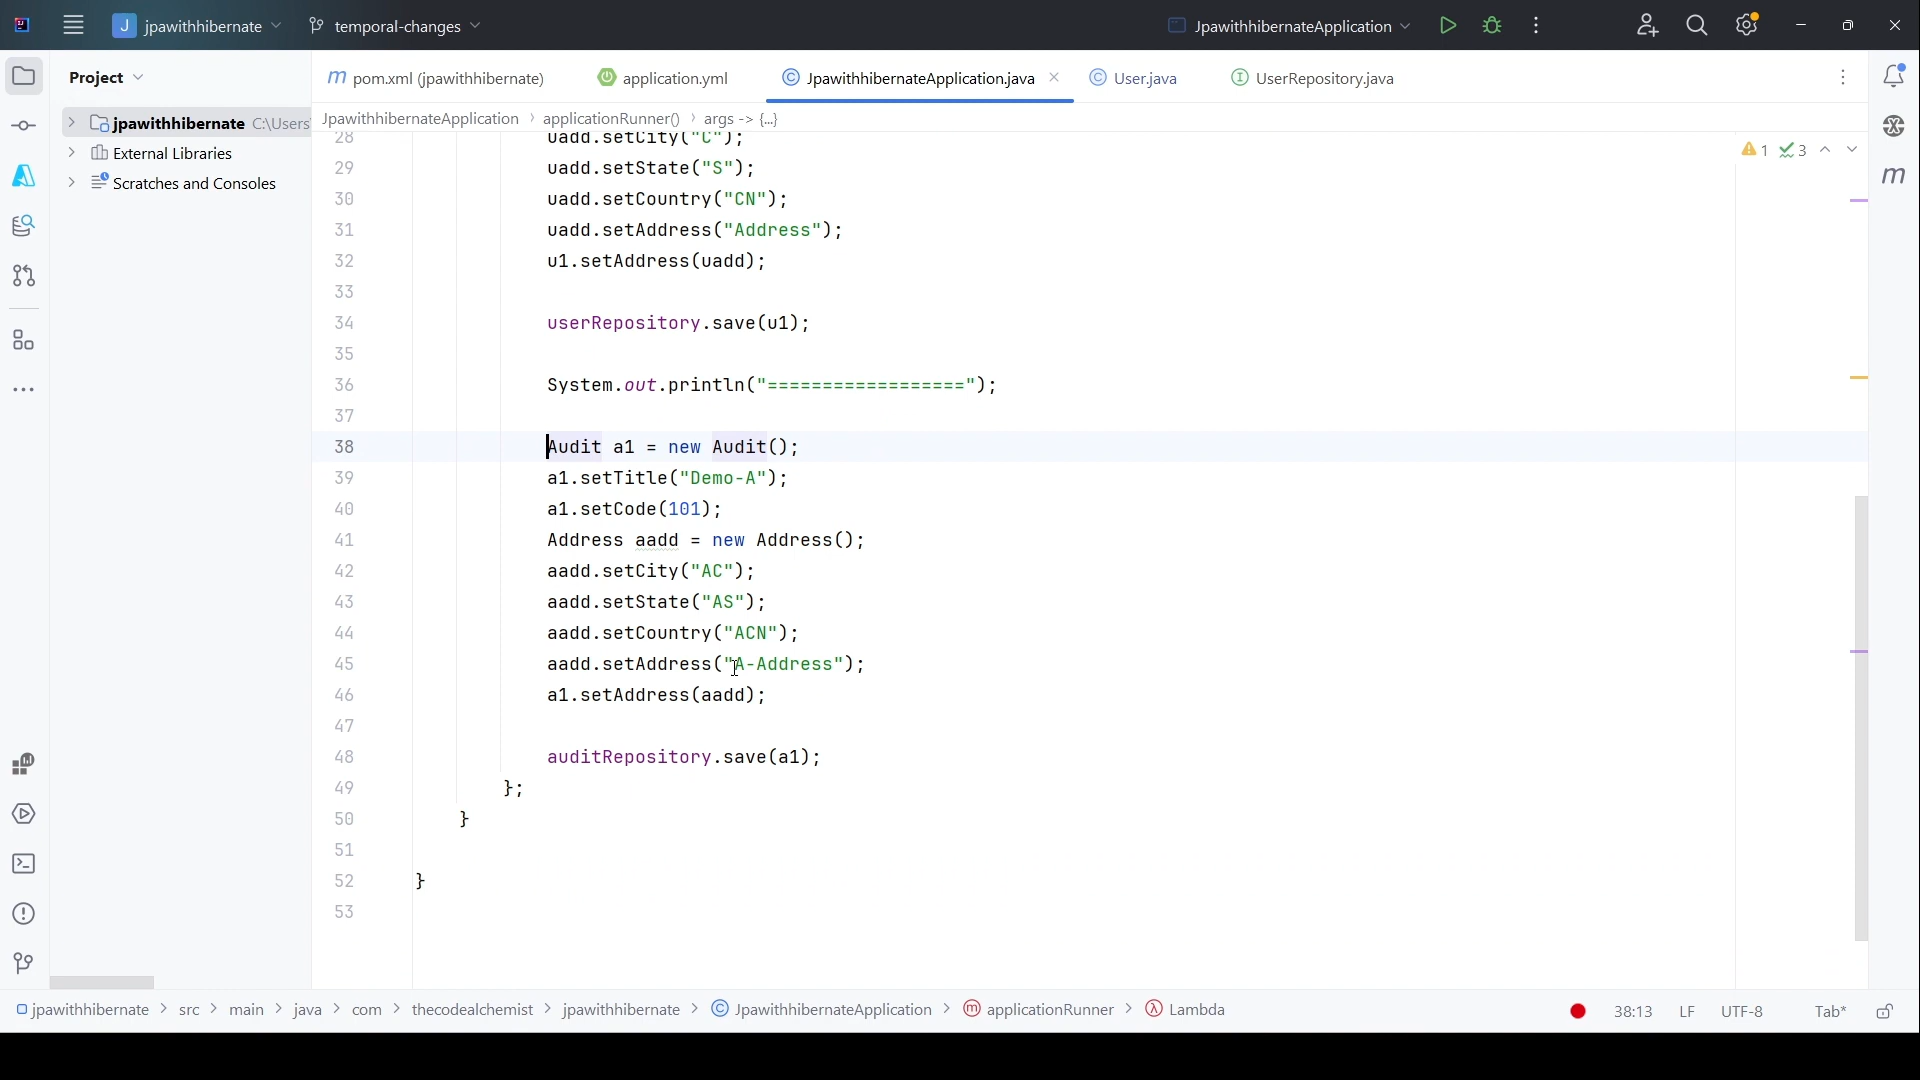 J jpawithhibernate temporal-changes JpawithhibernateApplication
Project
jpawithhibernate C:\Users
External Libraries
Scratches and Consoles
m pom.xml (jpawithhibernate) application.yml JpawithhibernateApplication.java User.java UserRepository.java
JpawithhibernateApplication > applicationRunner() > args -> {...}
1 3
28 uadd.setCity("C");
29 uadd.setState("S");
30 uadd.setCountry("CN");
31 uadd.setAddress("Address");
32 u1.setAddress(uadd);
33
34 userRepository.save(u1);
35
36 System.out.println("==================");
37
38 Audit a1 = new Audit();
39 a1.setTitle("Demo-A");
40 a1.setCode(101);
41 Address aadd = new Address();
42 aadd.setCity("AC");
43 aadd.setState("AS");
44 aadd.setCountry("ACN");
45 aadd.setAddress("A-Address");
46 a1.setAddress(aadd);
47
48 auditRepository.save(a1);
49 };
50 }
51
52 }
53
jpawithhibernate > src > main > java > com > thecodealchemist > jpawithhibernate > JpawithhibernateApplication > applicationRunner > Lambda 38:13 LF UTF-8 Tab*